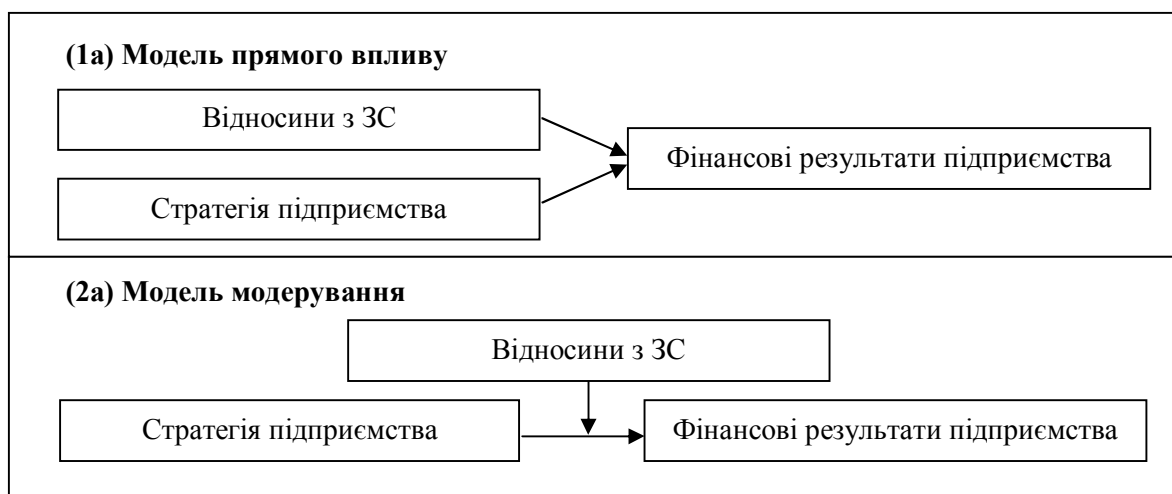 (1а) Модель прямого впливу
Відносини з ЗС
Фінансові результати підприємства
Стратегія підприємства
(2а) Модель модерування
Відносини з ЗС
Стратегія підприємства
Фінансові результати підприємства